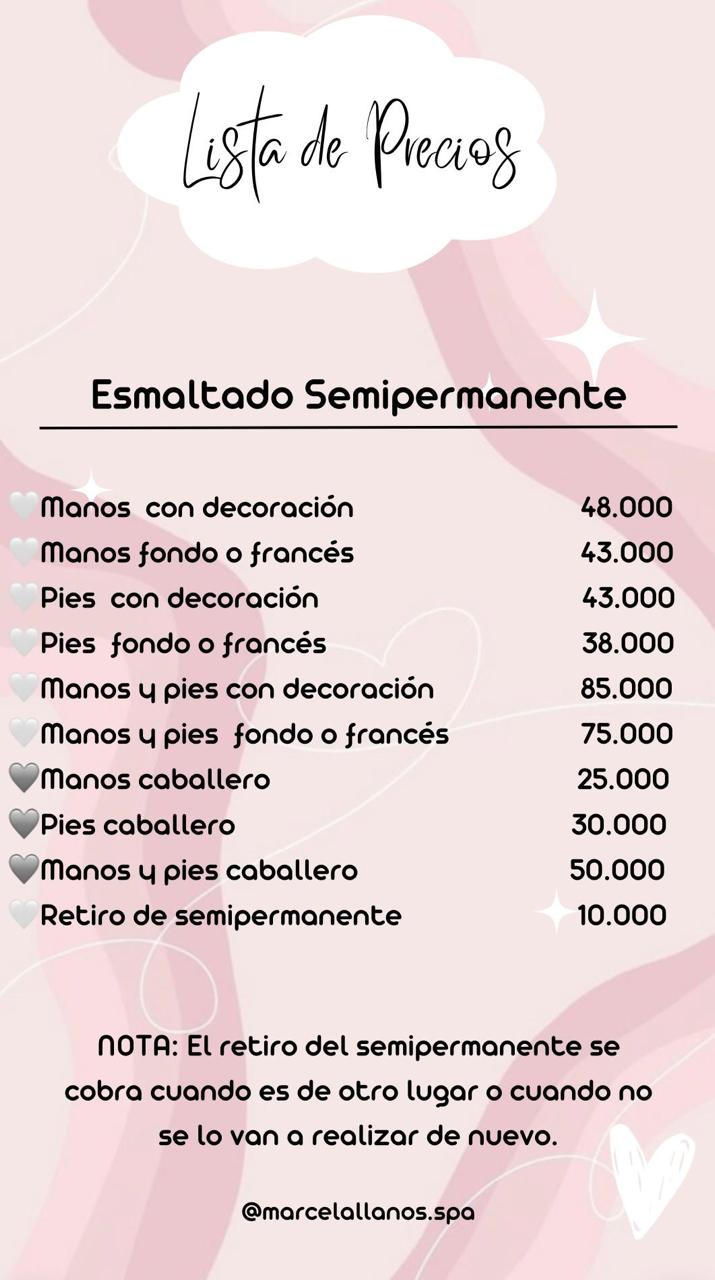 Lista de Precios
Esmaltado Semipermanente
Manos con decoración 48.000
Manos fondo o francés 43.000
Pies con decoración 43.000
Pies fondo o francés 38.000
Manos y pies con decoración 85.000
Manos y pies fondo o francés 75.000
Manos caballero 25.000
Pies caballero 30.000
Manos y pies caballero 50.000
Retiro de semipermanente 10.000
NOTA: El retiro del semipermanente se
cobra cuando es de otro lugar o cuando no
se lo van a realizar de nuevo.
@marcelallanos.spa